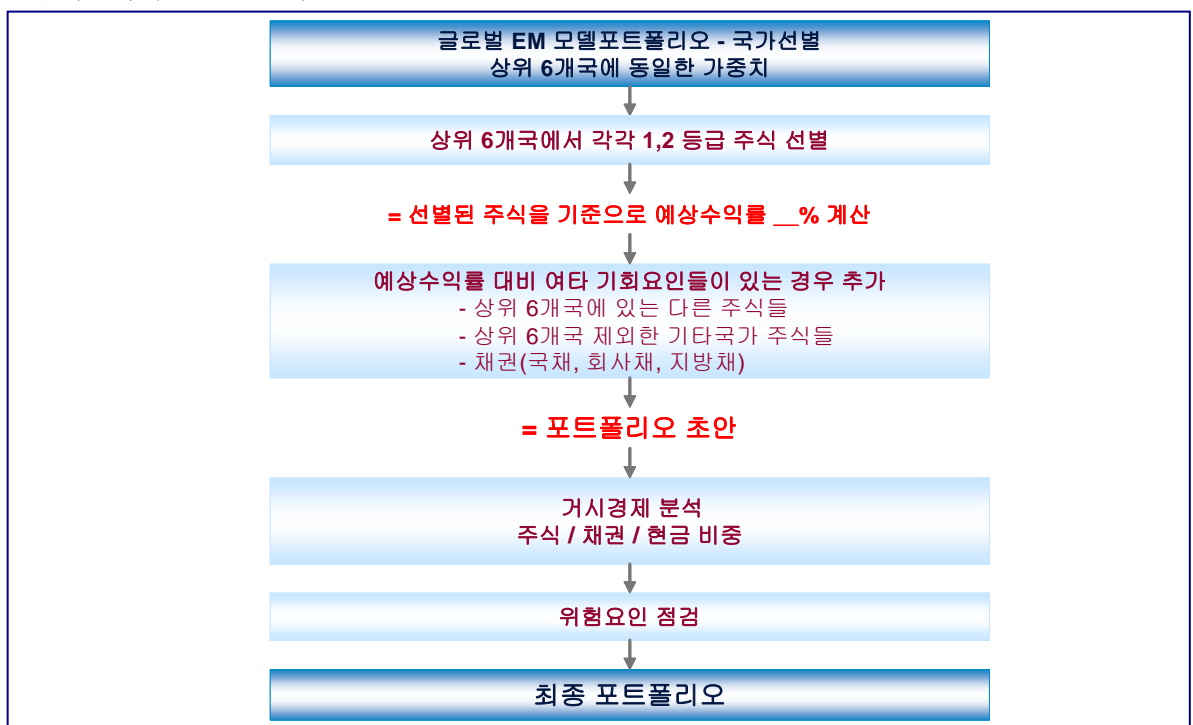 글로벌 EM 모델포트폴리오 - 국가선별
상위 6개국에 동일한 가중치
상위 6개국에서 각각 1,2 등급 주식 선별
= 선별된 주식을 기준으로 예상수익률 __% 계산
예상수익률 대비 여타 기회요인들이 있는 경우 추가
- 상위 6개국에 있는 다른 주식들
- 상위 6개국 제외한 기타국가 주식들
- 채권(국채, 회사채, 지방채)
= 포트폴리오 초안
거시경제 분석
주식 / 채권 / 현금 비중
위험요인 점검
최종 포트폴리오